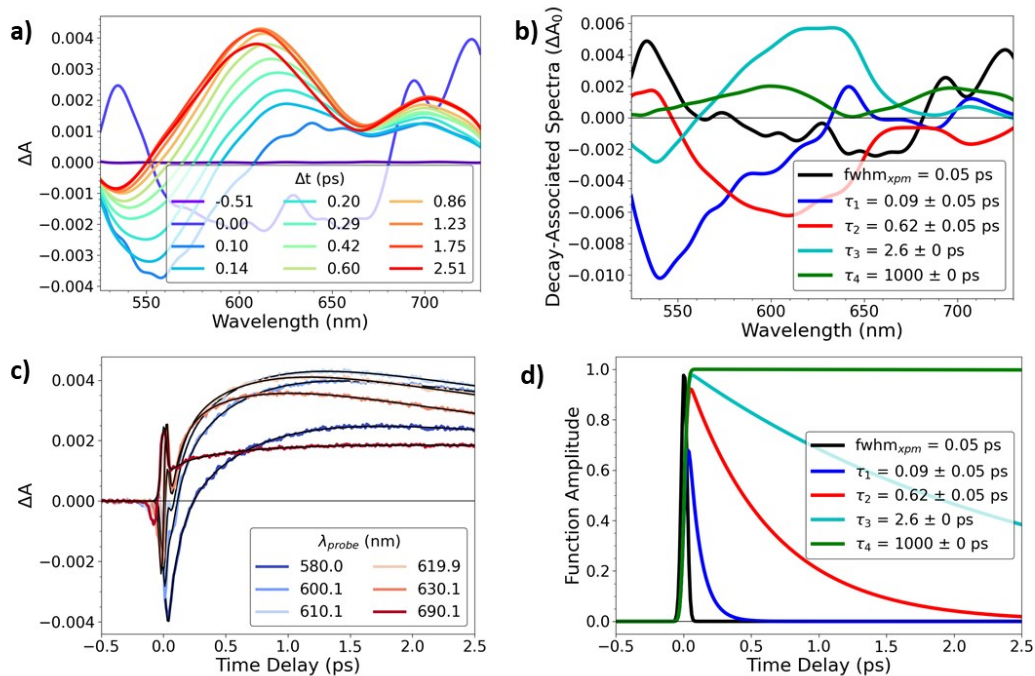 a)
0.004
0.003
0.002
0.001
0.000
−0.001
−0.002
−0.003
−0.004
ΔA
Δt (ps)
-0.51 0.20 0.86
0.00 0.29 1.23
0.10 0.42 1.75
0.14 0.60 2.51
550 600 650 700
Wavelength (nm)
b)
0.006
0.004
0.002
0.000
−0.002
−0.004
−0.006
−0.008
−0.010
Decay-Associated Spectra (ΔA₀)
fwhmₓₚₘ = 0.05 ps
τ₁ = 0.09 ± 0.05 ps
τ₂ = 0.62 ± 0.05 ps
τ₃ = 2.6 ± 0 ps
τ₄ = 1000 ± 0 ps
550 600 650 700
Wavelength (nm)
c)
0.004
0.002
0.000
−0.002
−0.004
ΔA
λprobe (nm)
580.0 619.9
600.1 630.1
610.1 690.1
−0.5 0.0 0.5 1.0 1.5 2.0 2.5
Time Delay (ps)
d)
1.0
0.8
0.6
0.4
0.2
0.0
Function Amplitude
fwhmₓₚₘ = 0.05 ps
τ₁ = 0.09 ± 0.05 ps
τ₂ = 0.62 ± 0.05 ps
τ₃ = 2.6 ± 0 ps
τ₄ = 1000 ± 0 ps
−0.5 0.0 0.5 1.0 1.5 2.0 2.5
Time Delay (ps)